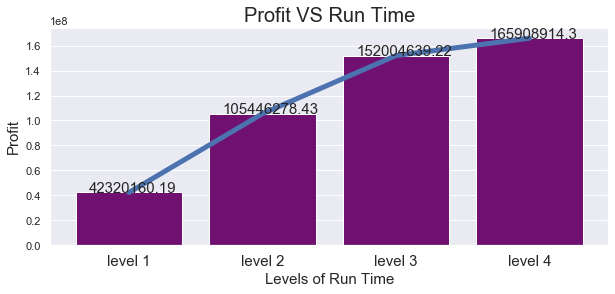 Profit VS Run Time
1e8
1.6
1.4
1.2
1.0
0.8
0.6
0.4
0.2
0.0
Profit
42320160.19
105446278.43
152004639.22
165908914.3
level 1
level 2
level 3
level 4
Levels of Run Time